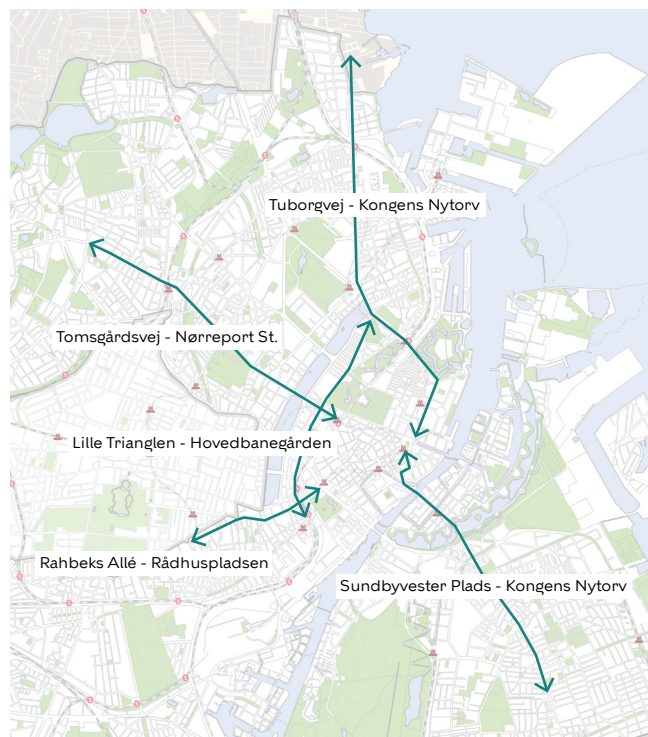 Tuborgvej - Kongens Nytorv
Tomsgårdsvej - Nørreport St.
Lille Trianglen - Hovedbanegården
Rahbeks Allé - Rådhuspladsen
Sundbyvester Plads - Kongens Nytorv